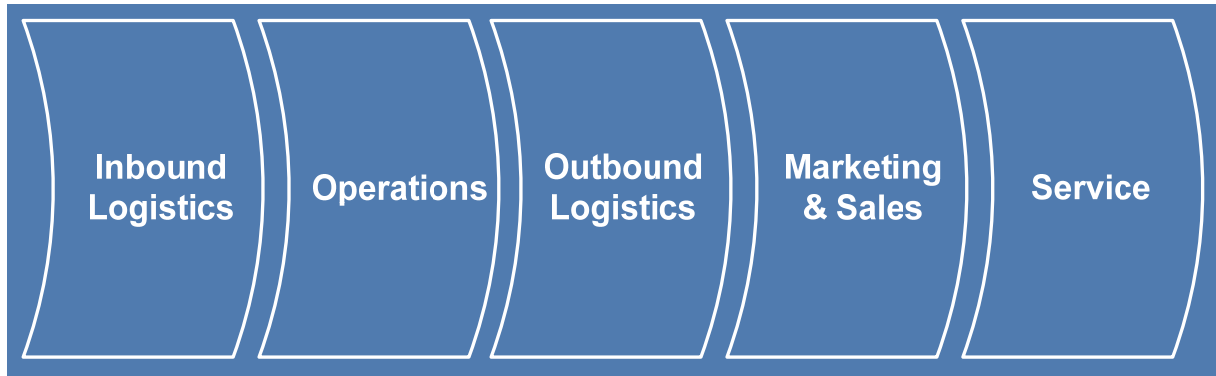 Inbound
Logistics
Operations
Outbound
Logistics
Marketing
& Sales
Service